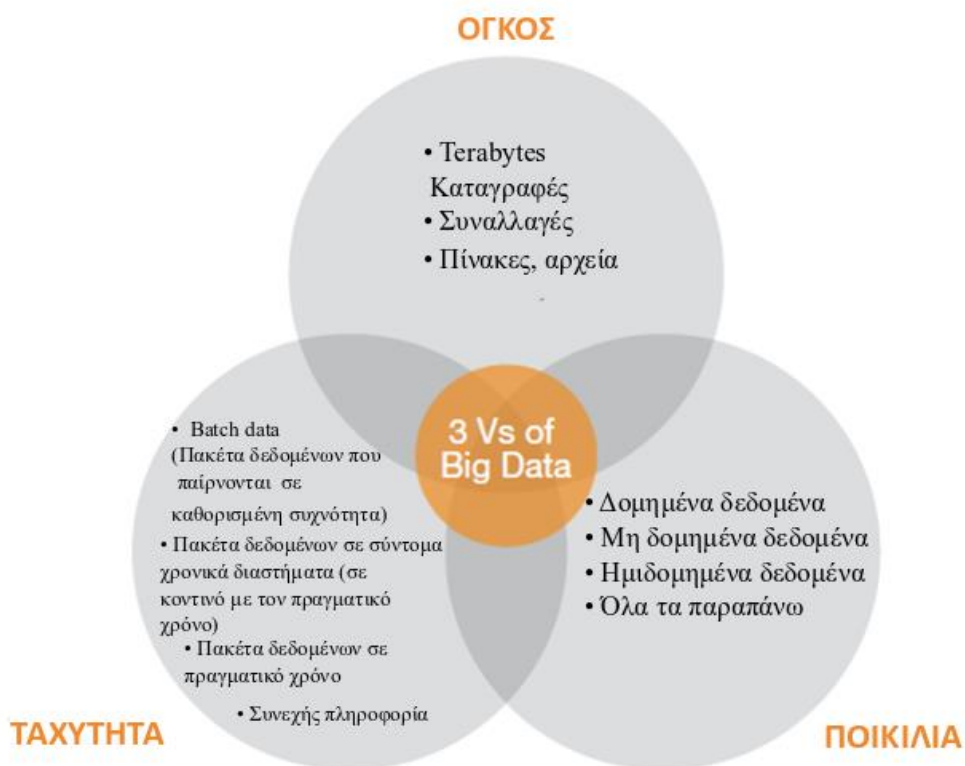 ΟΓΚΟΣ
• Terabytes
Καταγραφές
• Συναλλαγές
• Πίνακες, αρχεία
3 Vs of
Big Data
• Batch data
(Πακέτα δεδομένων που
παίρνονται σε
καθορισμένη συχνότητα)
• Πακέτα δεδομένων σε σύντομα
χρονικά διαστήματα (σε
κοντινό με τον πραγματικό
χρόνο)
• Πακέτα δεδομένων σε
πραγματικό χρόνο
• Συνεχής πληροφορία
• Δομημένα δεδομένα
• Μη δομημένα δεδομένα
• Ημιδομημένα δεδομένα
• Όλα τα παραπάνω
ΤΑΧΥΤΗΤΑ
ΠΟΙΚΙΛΙΑ